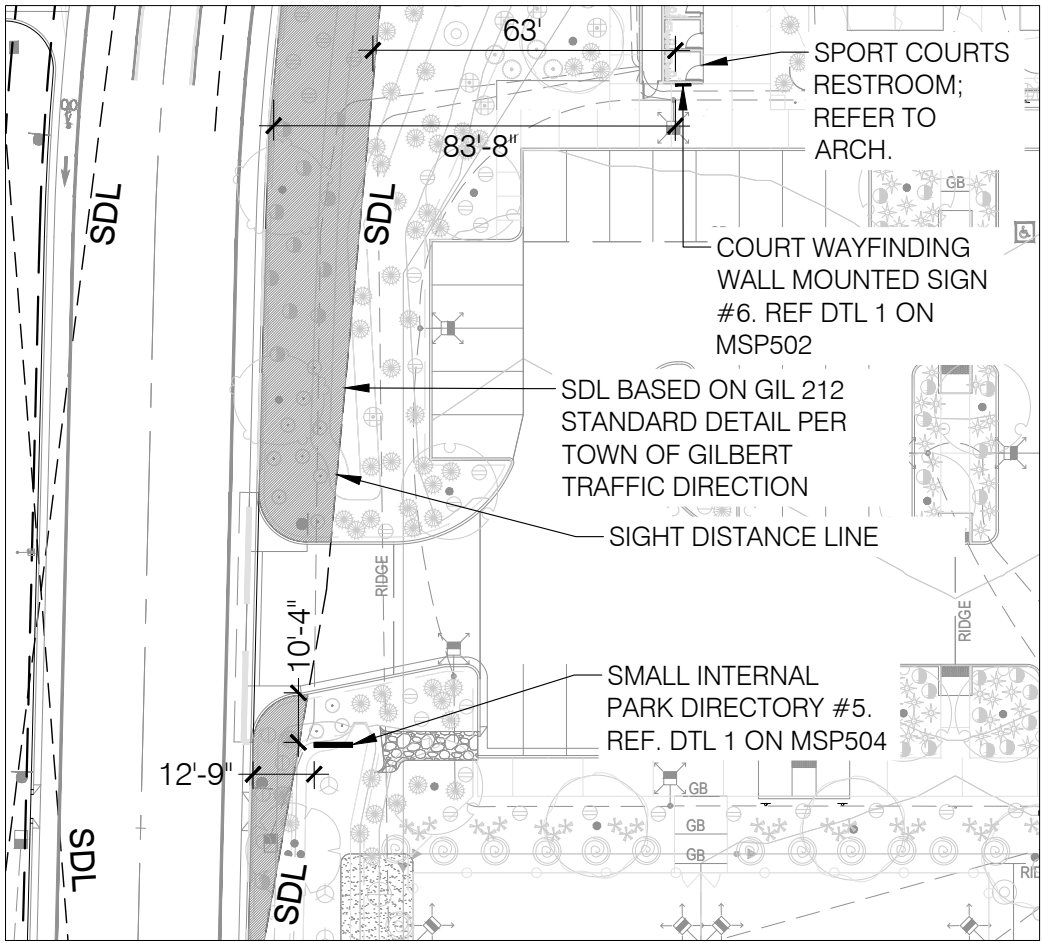 63'
SPORT COURTS
RESTROOM;
REFER TO
ARCH.
83'-8"
GB
SDL
SDL
COURT WAYFINDING
WALL MOUNTED SIGN
#6. REF DTL 1 ON
MSP502
SDL BASED ON GIL 212
STANDARD DETAIL PER
TOWN OF GILBERT
TRAFFIC DIRECTION
SIGHT DISTANCE LINE
RIDGE
RIDGE
10'-4"
SMALL INTERNAL
PARK DIRECTORY #5.
REF. DTL 1 ON MSP504
12'-9"
GB
GB
GB
SDL
SDL
RID